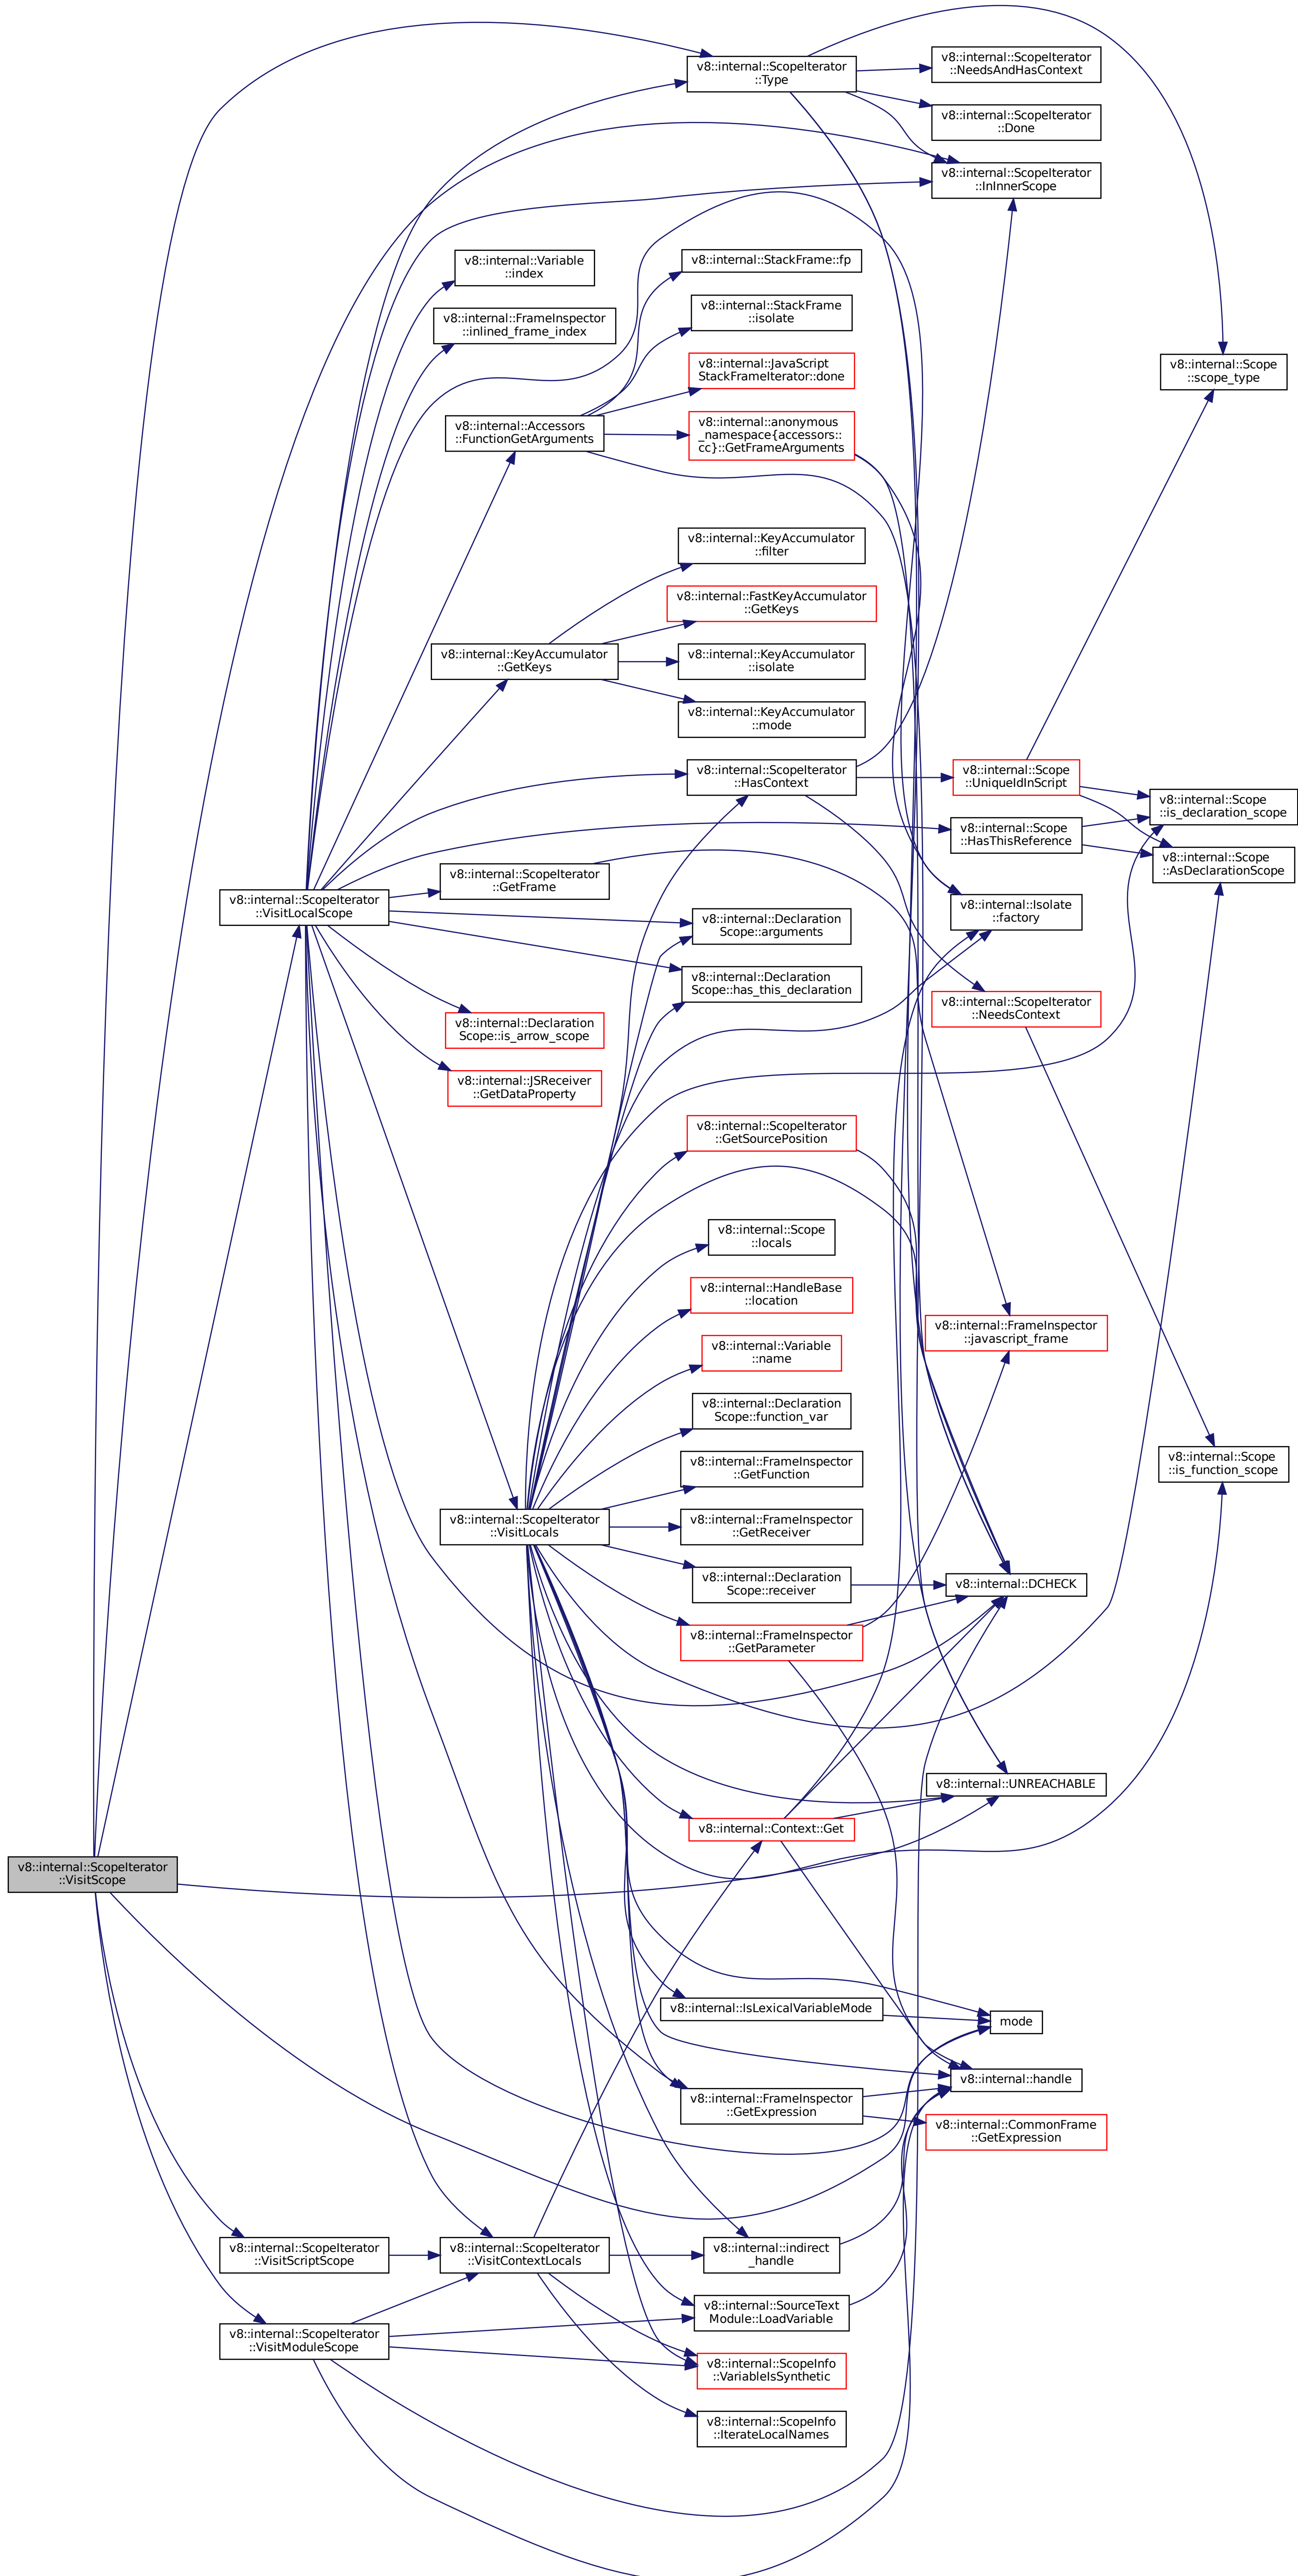 v8::internal::ScopeIterator
::Type
v8::internal::ScopeIterator
::NeedsAndHasContext
v8::internal::ScopeIterator
::Done
v8::internal::ScopeIterator
::InInnerScope
v8::internal::Variable
::index
v8::internal::StackFrame::fp
v8::internal::FrameInspector
::inlined_frame_index
v8::internal::StackFrame
::isolate
v8::internal::JavaScript
StackFrameIterator::done
v8::internal::Scope
::scope_type
v8::internal::Accessors
::FunctionGetArguments
v8::internal::anonymous
_namespace{accessors::
cc}::GetFrameArguments
v8::internal::KeyAccumulator
::filter
v8::internal::FastKeyAccumulator
::GetKeys
v8::internal::KeyAccumulator
::GetKeys
v8::internal::KeyAccumulator
::isolate
v8::internal::KeyAccumulator
::mode
v8::internal::ScopeIterator
::HasContext
v8::internal::Scope
::UniqueIdInScript
v8::internal::Scope
::is_declaration_scope
v8::internal::Scope
::HasThisReference
v8::internal::Scope
::AsDeclarationScope
v8::internal::ScopeIterator
::GetFrame
v8::internal::ScopeIterator
::VisitLocalScope
v8::internal::Isolate
::factory
v8::internal::Declaration
Scope::arguments
v8::internal::Declaration
Scope::has_this_declaration
v8::internal::ScopeIterator
::NeedsContext
v8::internal::Declaration
Scope::is_arrow_scope
v8::internal::JSReceiver
::GetDataProperty
v8::internal::ScopeIterator
::GetSourcePosition
v8::internal::Scope
::locals
v8::internal::HandleBase
::location
v8::internal::FrameInspector
::javascript_frame
v8::internal::Variable
::name
v8::internal::Declaration
Scope::function_var
v8::internal::FrameInspector
::GetFunction
v8::internal::Scope
::is_function_scope
v8::internal::ScopeIterator
::VisitLocals
v8::internal::FrameInspector
::GetReceiver
v8::internal::Declaration
Scope::receiver
v8::internal::DCHECK
v8::internal::FrameInspector
::GetParameter
v8::internal::UNREACHABLE
v8::internal::Context::Get
v8::internal::ScopeIterator
::VisitScope
v8::internal::IsLexicalVariableMode
mode
v8::internal::handle
v8::internal::FrameInspector
::GetExpression
v8::internal::CommonFrame
::GetExpression
v8::internal::ScopeIterator
::VisitScriptScope
v8::internal::ScopeIterator
::VisitContextLocals
v8::internal::indirect
_handle
v8::internal::SourceText
Module::LoadVariable
v8::internal::ScopeIterator
::VisitModuleScope
v8::internal::ScopeInfo
::VariableIsSynthetic
v8::internal::ScopeInfo
::IterateLocalNames